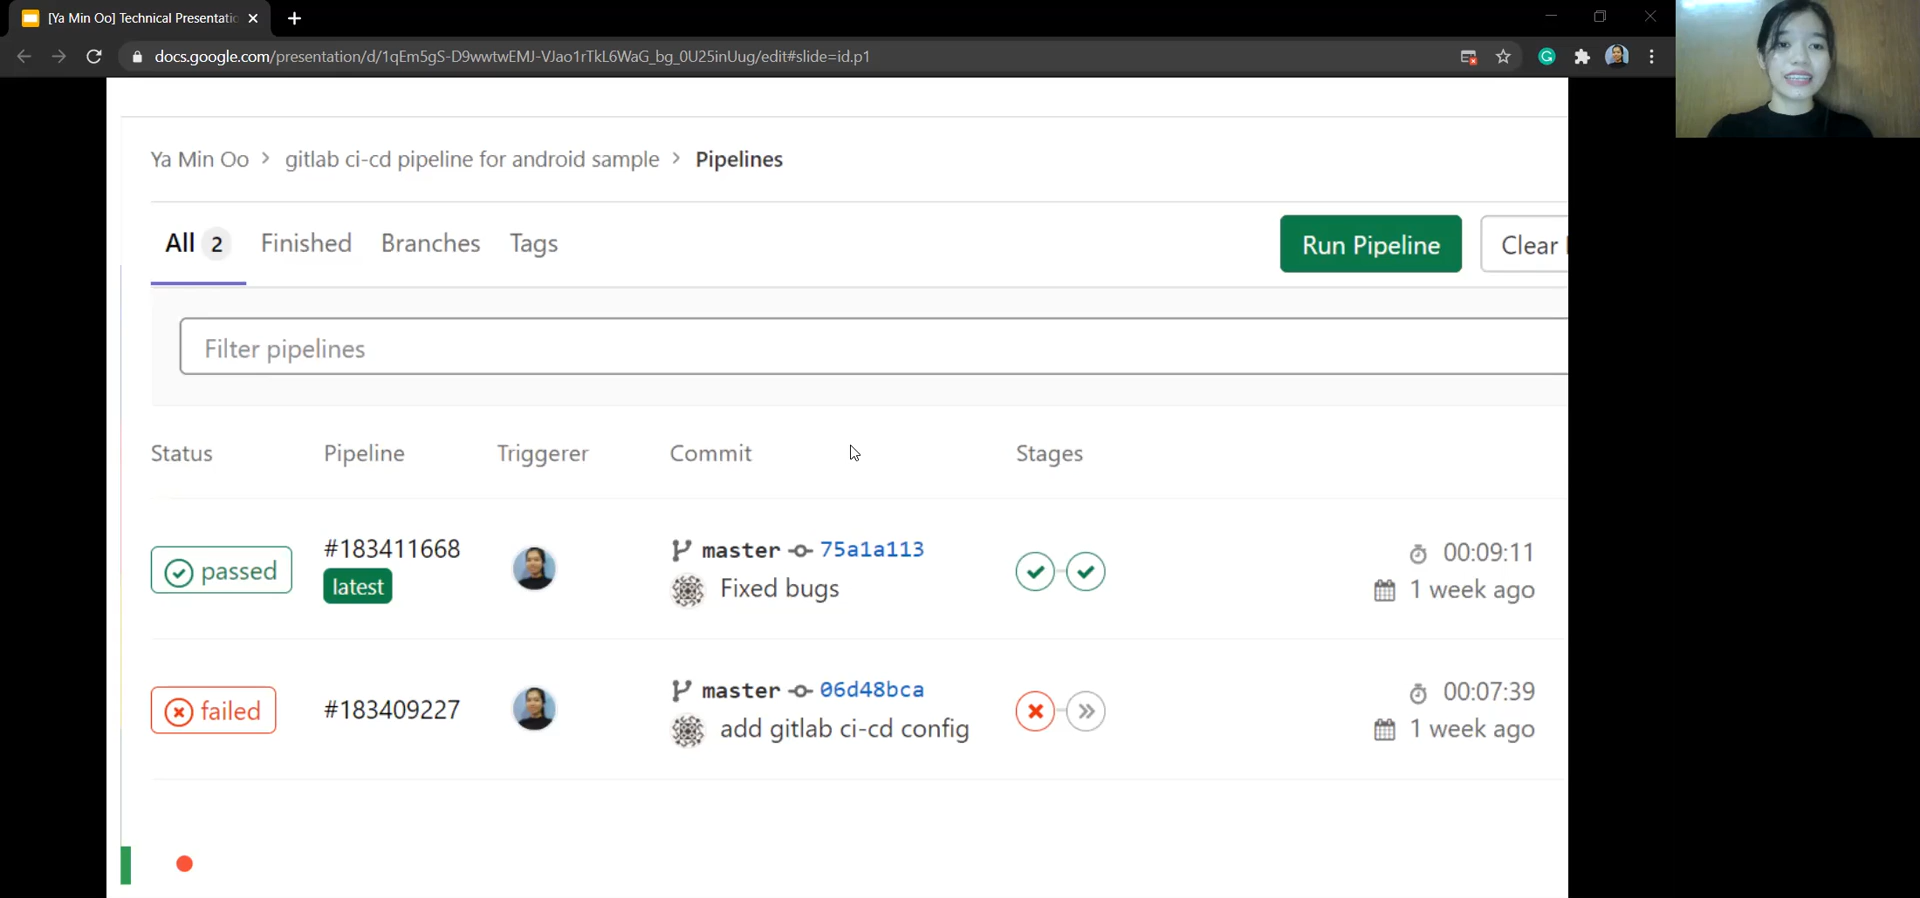 [Ya Min Oo] Technical Presentatio
docs.google.com/presentation/d/1qEm5gS-D9wwtwEMJ-VJao1rTkL6WaG_bg_0U25inUug/edit#slide=id.p1
Ya Min Oo > gitlab ci-cd pipeline for android sample > Pipelines
All 2 Finished Branches Tags
Run Pipeline
Clear
Filter pipelines
Status Pipeline Triggerer Commit Stages
passed
#183411668
latest
master 75a1a113
Fixed bugs
00:09:11
1 week ago
failed
#183409227
master 06d48bca
add gitlab ci-cd config
00:07:39
1 week ago